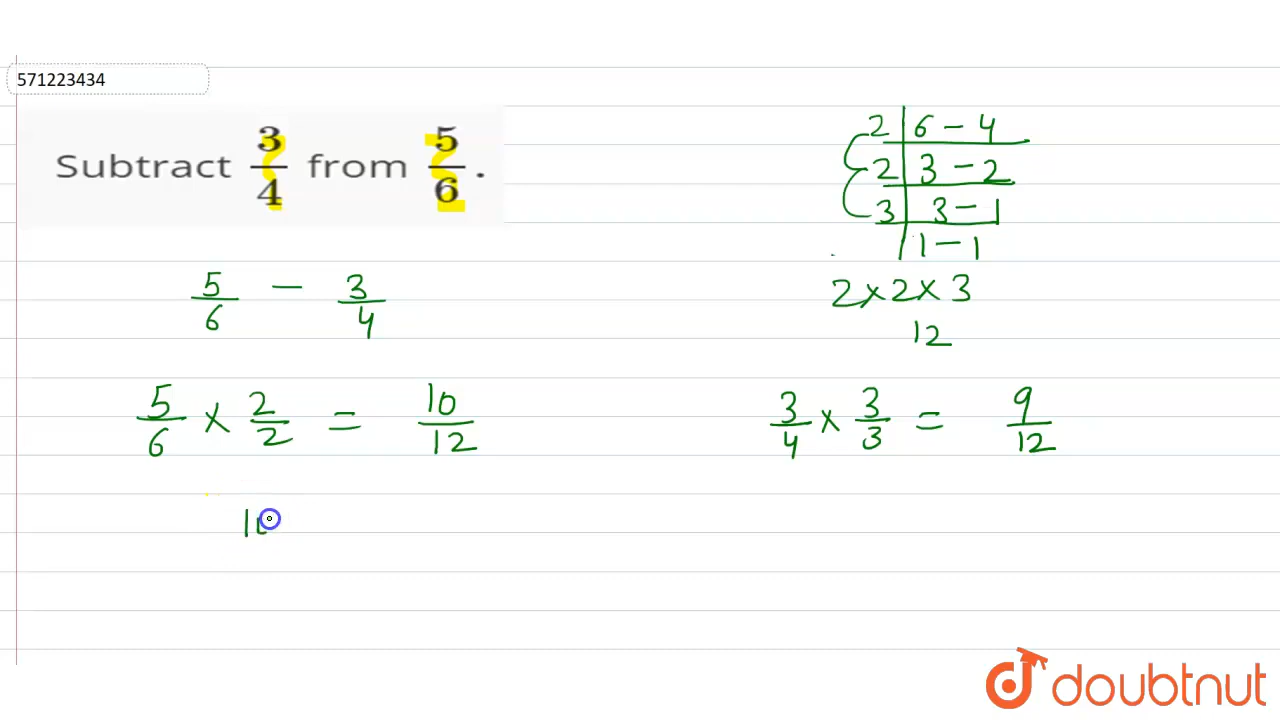 571223434
Subtract 3/4 from 5/6.
5/6 - 3/4
2 | 6 - 4
2 | 3 - 2
3 | 3 - 1
1 - 1
2 × 2 × 3
12
5/6 × 2/2 = 10/12
3/4 × 3/3 = 9/12
doubtnut